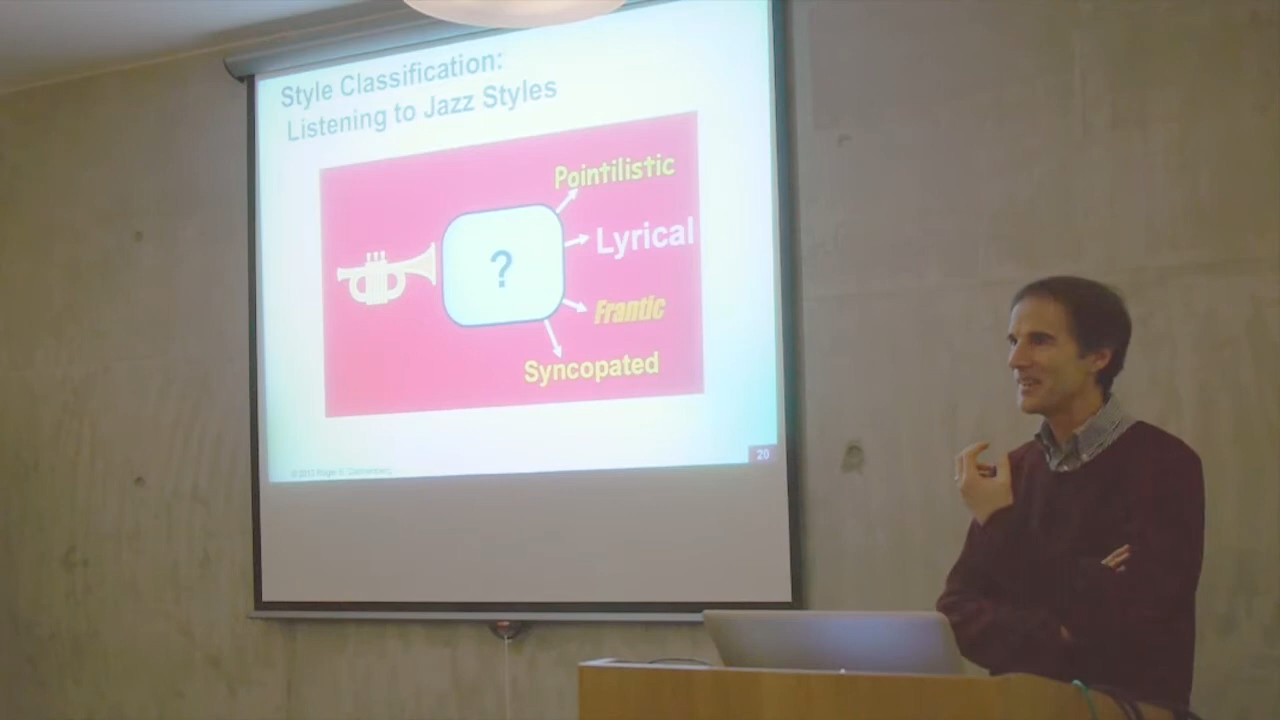 Style Classification:
Listening to Jazz Styles
Pointilistic
Lyrical
?
Frantic
Syncopated
20